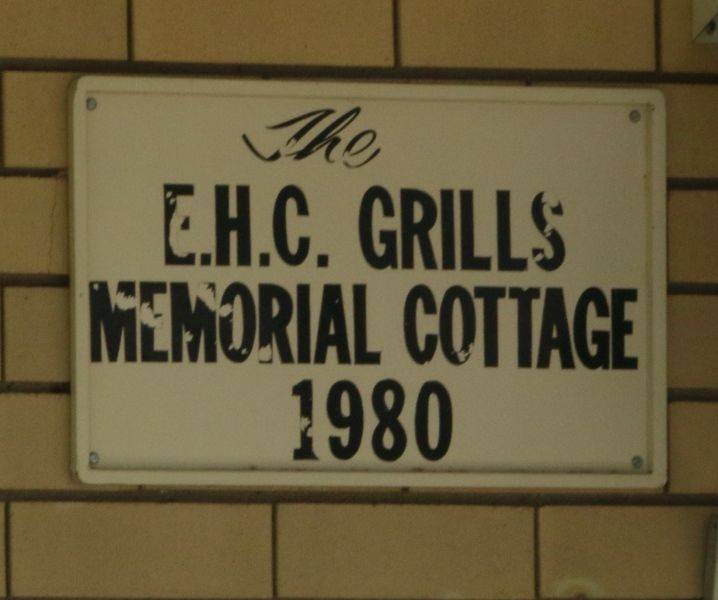 The
E.H.C. GRILLS
MEMORIAL COTTAGE
1980